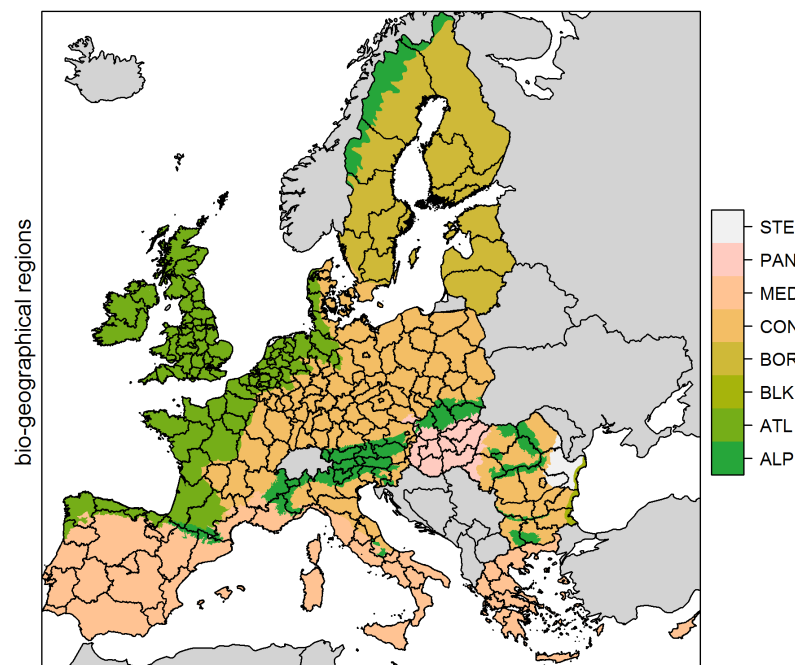 bio-geographical regions
STE
PAN
MED
CON
BOR
BLK
ATL
ALP